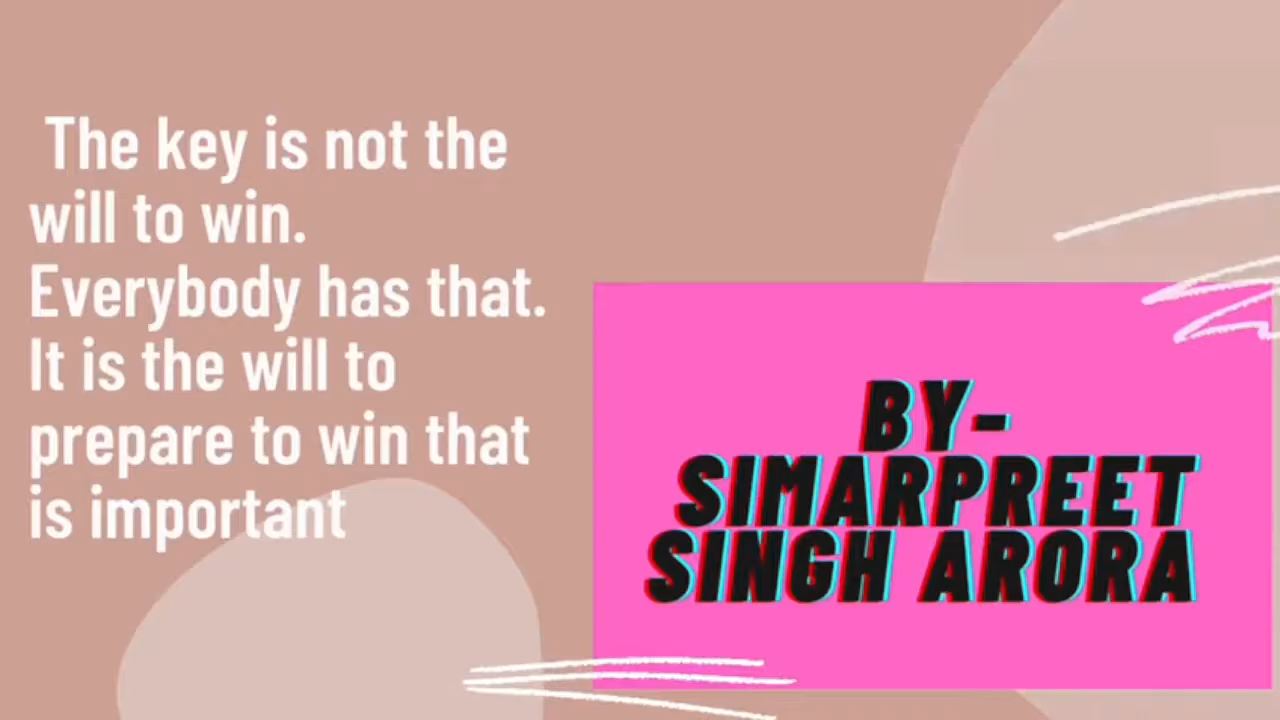 The key is not the
will to win.
Everybody has that.
It is the will to
prepare to win that
is important
BY-
SIMARPREET
SINGH ARORA